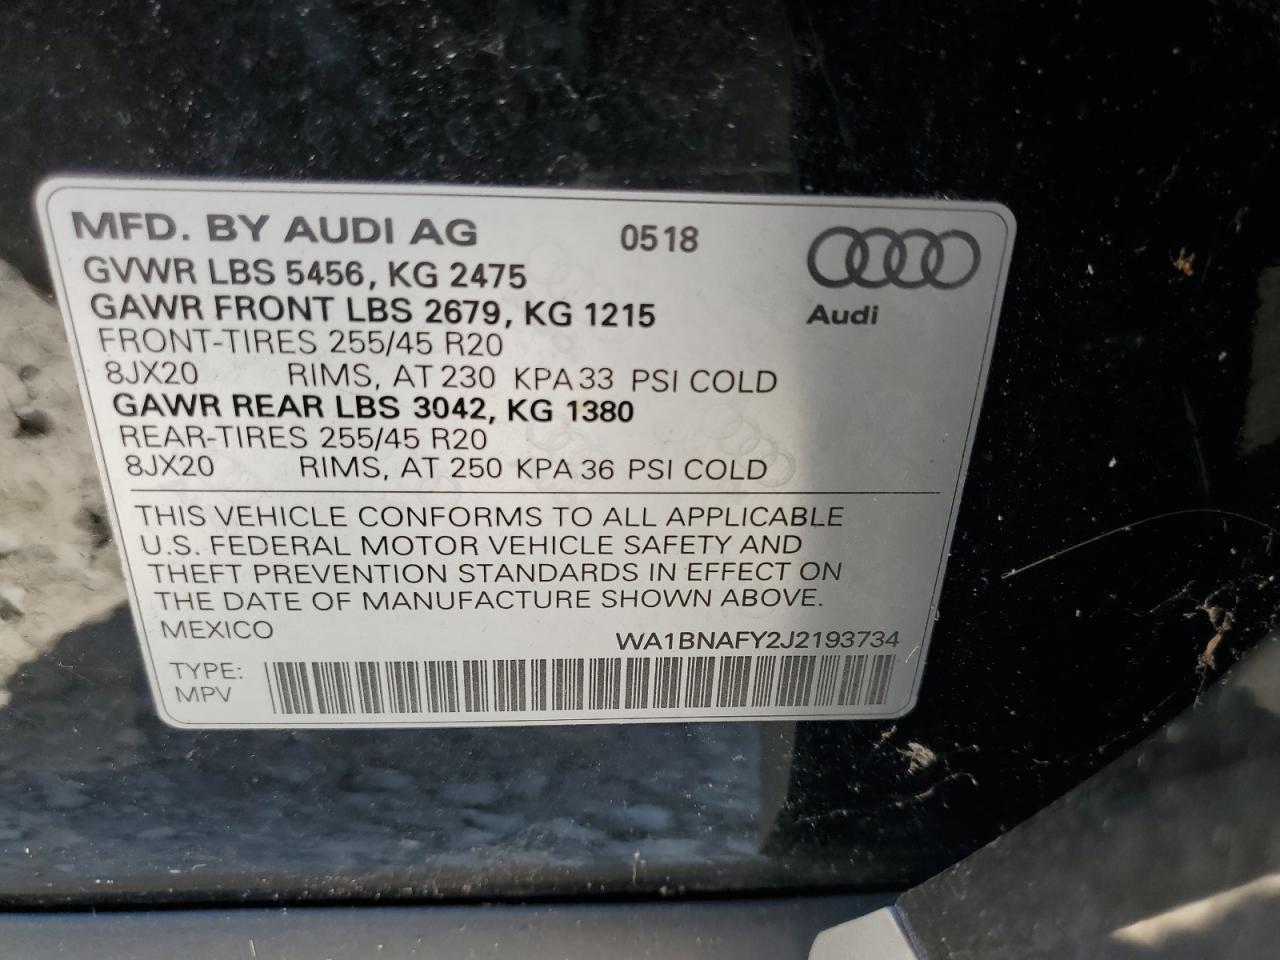 MFD. BY AUDI AG 0518
GVWR LBS 5456, KG 2475
GAWR FRONT LBS 2679, KG 1215
Audi
FRONT-TIRES 255/45 R20
8JX20 RIMS, AT 230 KPA 33 PSI COLD
GAWR REAR LBS 3042, KG 1380
REAR-TIRES 255/45 R20
8JX20 RIMS, AT 250 KPA 36 PSI COLD
THIS VEHICLE CONFORMS TO ALL APPLICABLE
U.S. FEDERAL MOTOR VEHICLE SAFETY AND
THEFT PREVENTION STANDARDS IN EFFECT ON
THE DATE OF MANUFACTURE SHOWN ABOVE.
MEXICO WA1BNAFY2J2193734
TYPE:
MPV